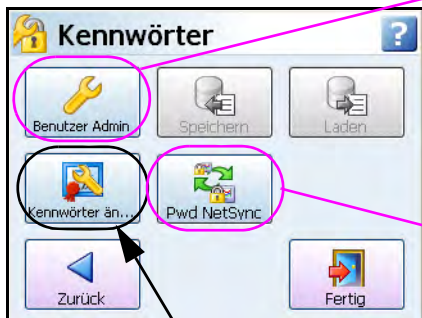 Kennwörter
?
Benutzer Admin
Speichern
Laden
Kennwörter än...
Pwd NetSync
Zurück
Fertig